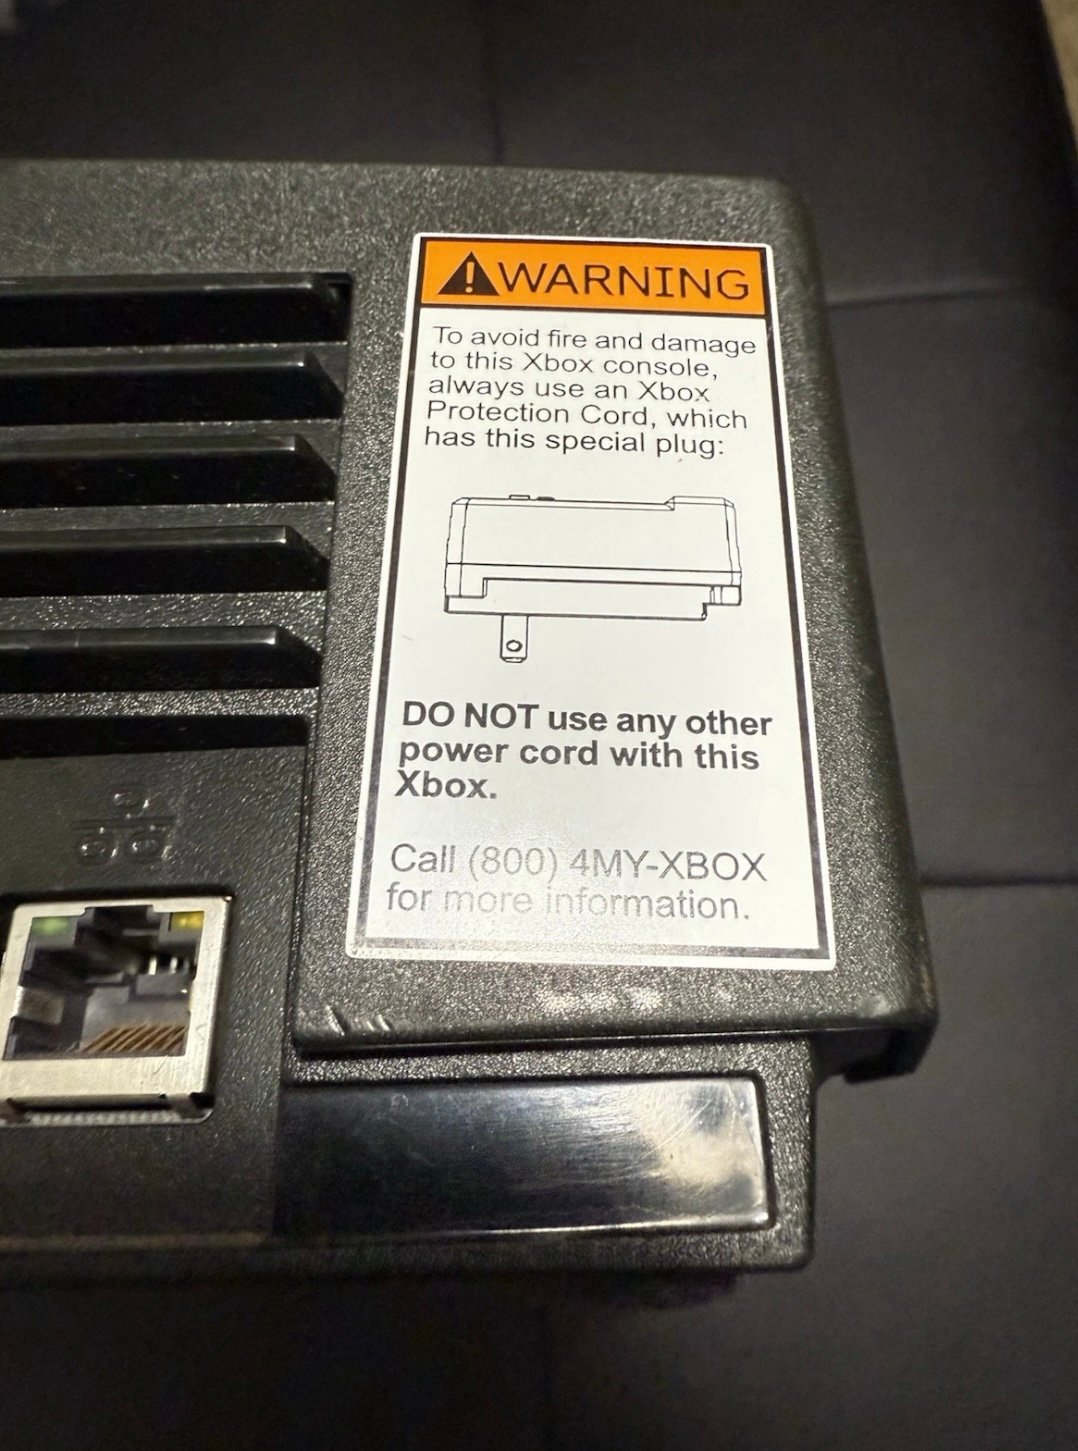 WARNING
To avoid fire and damage
to this Xbox console,
always use an Xbox
Protection Cord, which
has this special plug:
DO NOT use any other
power cord with this
Xbox.
Call (800) 4MY-XBOX
for more information.